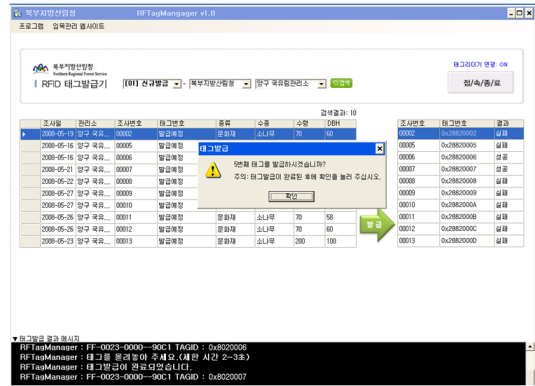 북부지방산림청 RFTagMangager v1.0
프로그램 임목관리 웹사이트
북부지방산림청
Northern Regional Forest Service
태그리더기 연결: ON
RFID 태그발급기 [01] 신규발급 - 북부지방산림청 양구 국유림관리소 검색
접/속/종/료
검색결과: 10
조사일 관리소 조사번호 태그번호 종류 수종 수령 DBH
2008-05-19 양구 국유... 00002 발급예정 문화재 소나무 70 60
2008-05-16 양구 국유... 00005 발급예정
2008-05-16 양구 국유... 00006 발급예정
2008-05-21 양구 국유... 00007 발급예정
2008-05-22 양구 국유... 00008 발급예정
2008-05-27 양구 국유... 00009 발급예정
2008-05-27 양구 국유... 00010 발급예정
2008-05-26 양구 국유... 00011 발급예정 문화재 소나무 70 58
2008-05-26 양구 국유... 00012 발급예정 문화재 소나무 70 60
2008-05-23 양구 국유... 00013 발급예정 문화재 소나무 200 100
태그발급
5번째 태그를 발급하시겠습니까?
주의: 태그발급이 완료된 후에 확인을 눌러 주십시오.
확인
발급
조사번호 태그번호 결과
00002 0x28820002 실패
00005 0x28820005 실패
00006 0x28820006 성공
00007 0x28820007 성공
00008 0x28820008 실패
00009 0x28820009 실패
00010 0x2882000A 실패
00011 0x2882000B 실패
00012 0x2882000C 실패
00013 0x2882000D 실패
▼ 태그발급 결과 메시지
RFTagManager : FF-0023-0000--90C1 TAGID : 0x8020006
RFTagManager : 태그를 올려놓아 주세요.(제한 시간 2~3초)
RFTagManager : 태그발급이 완료되었습니다.
RFTagManager : FF-0023-0000--90C1 TAGID : 0x8020007